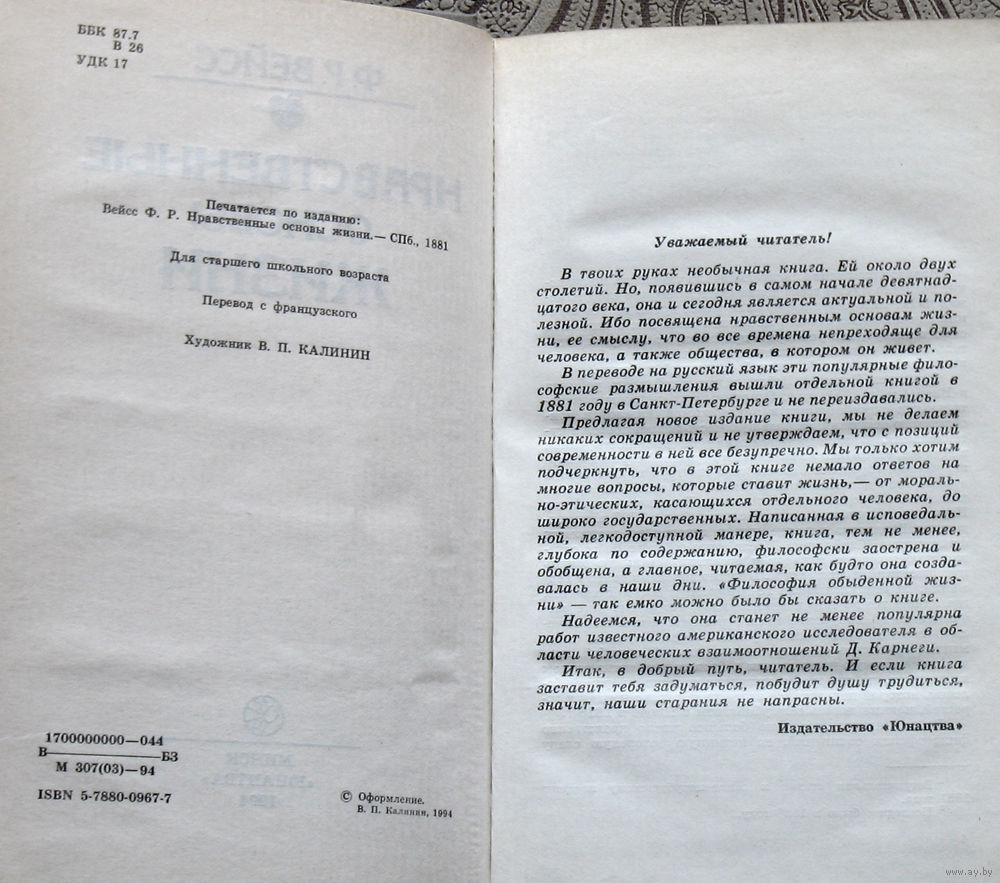 ББК 87.7
В 26
УДК 17
Ф. Р. ВЕЙСС
НРАВСТВЕННЫЕ
ЖИЗНИ
Печатается по изданию:
Вейсс Ф. Р. Нравственные основы жизни.— СПб., 1881
Для старшего школьного возраста
Перевод с французского
Художник В. П. КАЛИНИН
МИНСК
«ЮНАЦТВА»
1994
1700000000—044
В————БЗ
М 307(03)—94
ISBN 5-7880-0967-7
© Оформление.
В. П. Калинин, 1994
Уважаемый читатель!
В твоих руках необычная книга. Ей около двух
столетий. Но, появившись в самом начале девятнад-
цатого века, она и сегодня является актуальной и по-
лезной. Ибо посвящена нравственным основам жиз-
ни, ее смыслу, что во все времена непреходяще для
человека, а также общества, в котором он живет.
В переводе на русский язык эти популярные фило-
софские размышления вышли отдельной книгой в
1881 году в Санкт-Петербурге и не переиздавались.
Предлагая новое издание книги, мы не делаем
никаких сокращений и не утверждаем, что с позиций
современности в ней все безупречно. Мы только хотим
подчеркнуть, что в этой книге немало ответов на
многие вопросы, которые ставит жизнь,— от мораль-
но-этических, касающихся отдельного человека, до
широко государственных. Написанная в исповедаль-
ной, легкодоступной манере, книга, тем не менее,
глубока по содержанию, философски заострена и
обобщена, а главное, читаемая, как будто она созда-
валась в наши дни. «Философия обыденной жиз-
ни» — так емко можно было бы сказать о книге.
Надеемся, что она станет не менее популярна
работ известного американского исследователя в об-
ласти человеческих взаимоотношений Д. Карнеги.
Итак, в добрый путь, читатель. И если книга
заставит тебя задуматься, побудит душу трудиться,
значит, наши старания не напрасны.
Издательство «Юнацтва»
www.ay.by